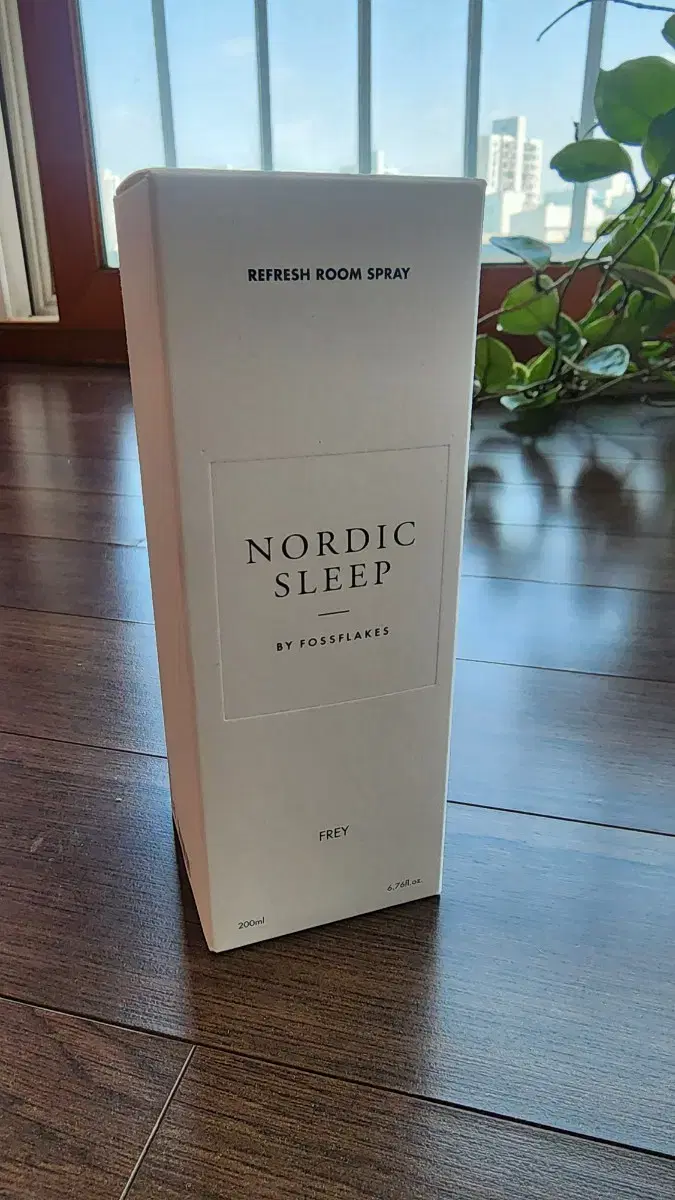 REFRESH ROOM SPRAY
NORDIC
SLEEP
BY FOSSFLAKES
FREY
200ml
6,76fl.oz.